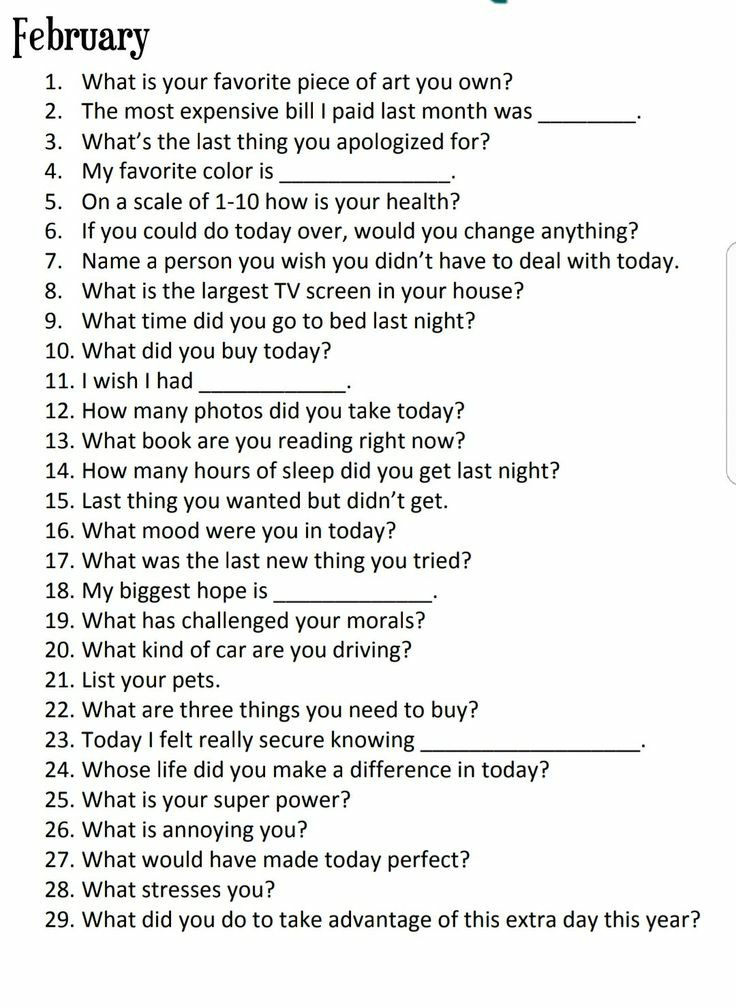 February
1. What is your favorite piece of art you own?
2. The most expensive bill I paid last month was ________.
3. What’s the last thing you apologized for?
4. My favorite color is ______________.
5. On a scale of 1-10 how is your health?
6. If you could do today over, would you change anything?
7. Name a person you wish you didn’t have to deal with today.
8. What is the largest TV screen in your house?
9. What time did you go to bed last night?
10. What did you buy today?
11. I wish I had ____________.
12. How many photos did you take today?
13. What book are you reading right now?
14. How many hours of sleep did you get last night?
15. Last thing you wanted but didn’t get.
16. What mood were you in today?
17. What was the last new thing you tried?
18. My biggest hope is _____________.
19. What has challenged your morals?
20. What kind of car are you driving?
21. List your pets.
22. What are three things you need to buy?
23. Today I felt really secure knowing __________________.
24. Whose life did you make a difference in today?
25. What is your super power?
26. What is annoying you?
27. What would have made today perfect?
28. What stresses you?
29. What did you do to take advantage of this extra day this year?